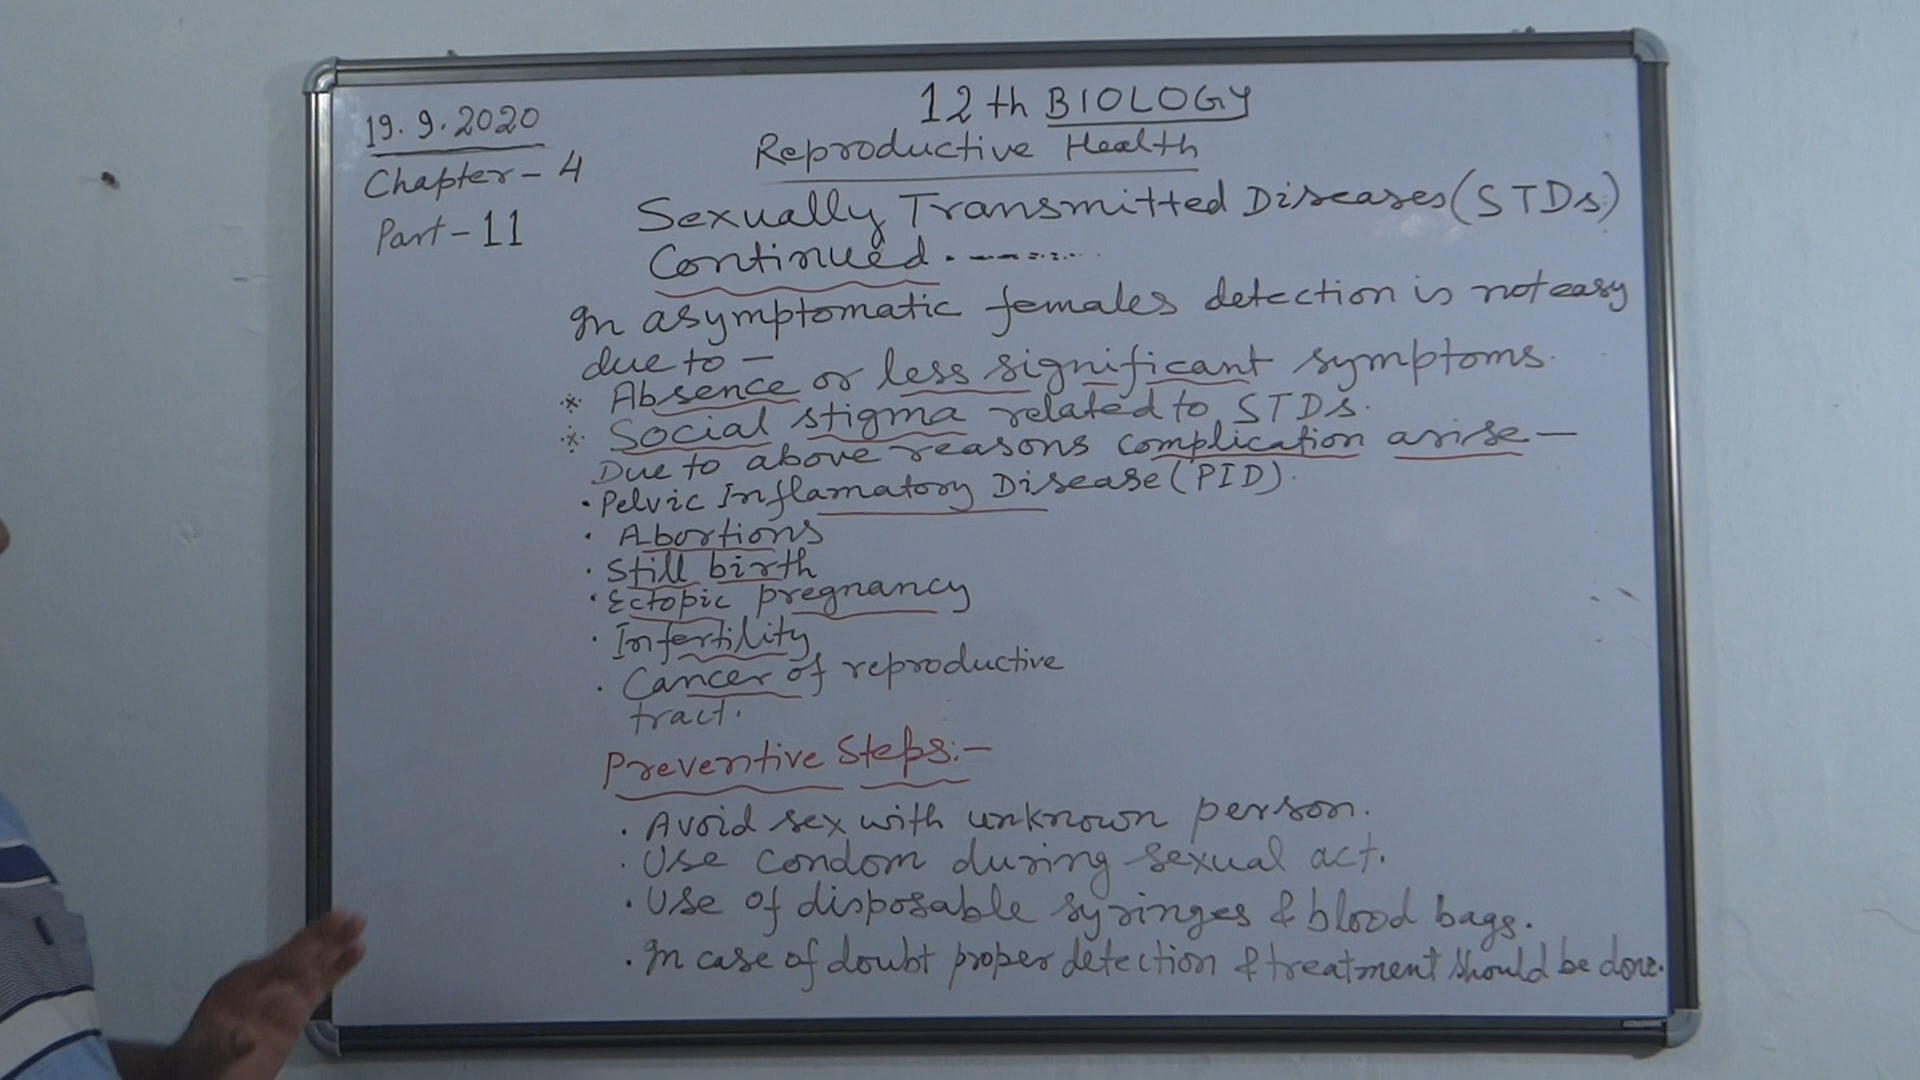 19.9.2020
Chapter-4
Part-11
12th BIOLOGY
Reproductive Health
Sexually Transmitted Diseases (STDs)
Continued
In asymptomatic females detection is not easy
due to -
* Absence or less significant symptoms.
* Social stigma related to STDs.
Due to above reasons complication arise-
• Pelvic Inflamatory Disease (PID).
• Abortions
• Still birth
• Ectopic pregnancy
• Infertility
• Cancer of reproductive
tract.
Preventive Steps:-
• Avoid sex with unknown person.
• Use condom during sexual act.
• Use of disposable syringes & blood bags.
• In case of doubt proper detection & treatment should be done.